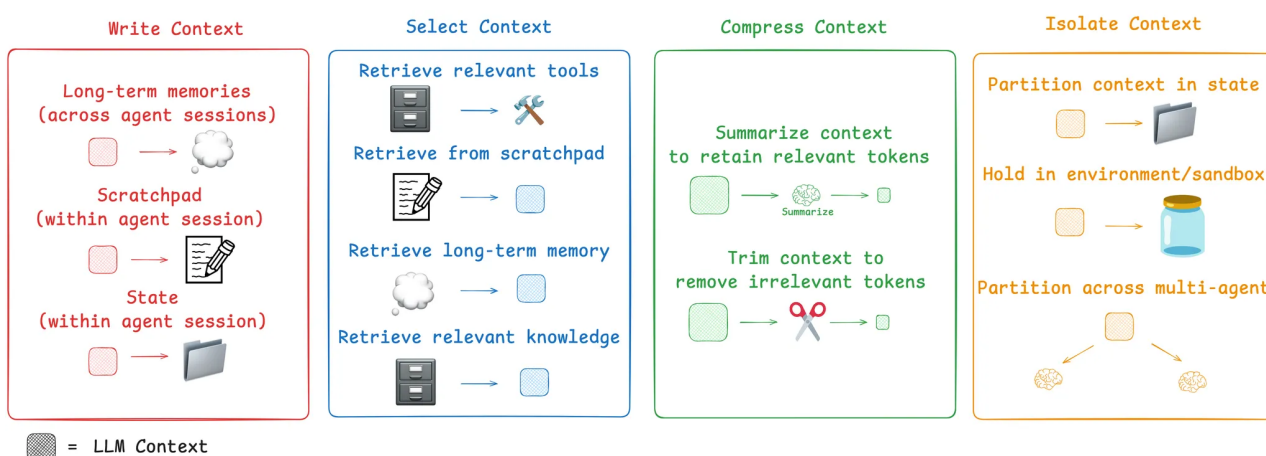 Write Context
Long-term memories
(across agent sessions)
Scratchpad
(within agent session)
State
(within agent session)
Select Context
Retrieve relevant tools
Retrieve from scratchpad
Retrieve long-term memory
Retrieve relevant knowledge
Compress Context
Summarize context
to retain relevant tokens
Summarize
Trim context to
remove irrelevant tokens
Isolate Context
Partition context in state
Hold in environment/sandbox
Partition across multi-agent
= LLM Context